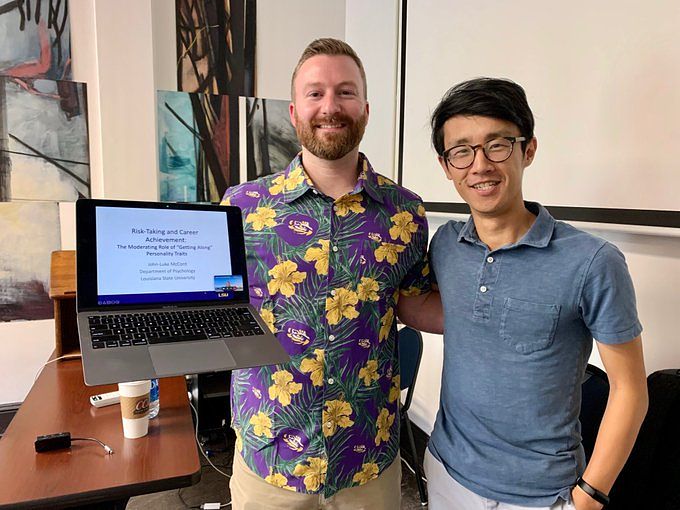 Risk-Taking and Career
Achievement:
The Moderating Role of "Getting Along"
Personality Traits
John-Luke McCord
Department of Psychology
Louisiana State University
LSU